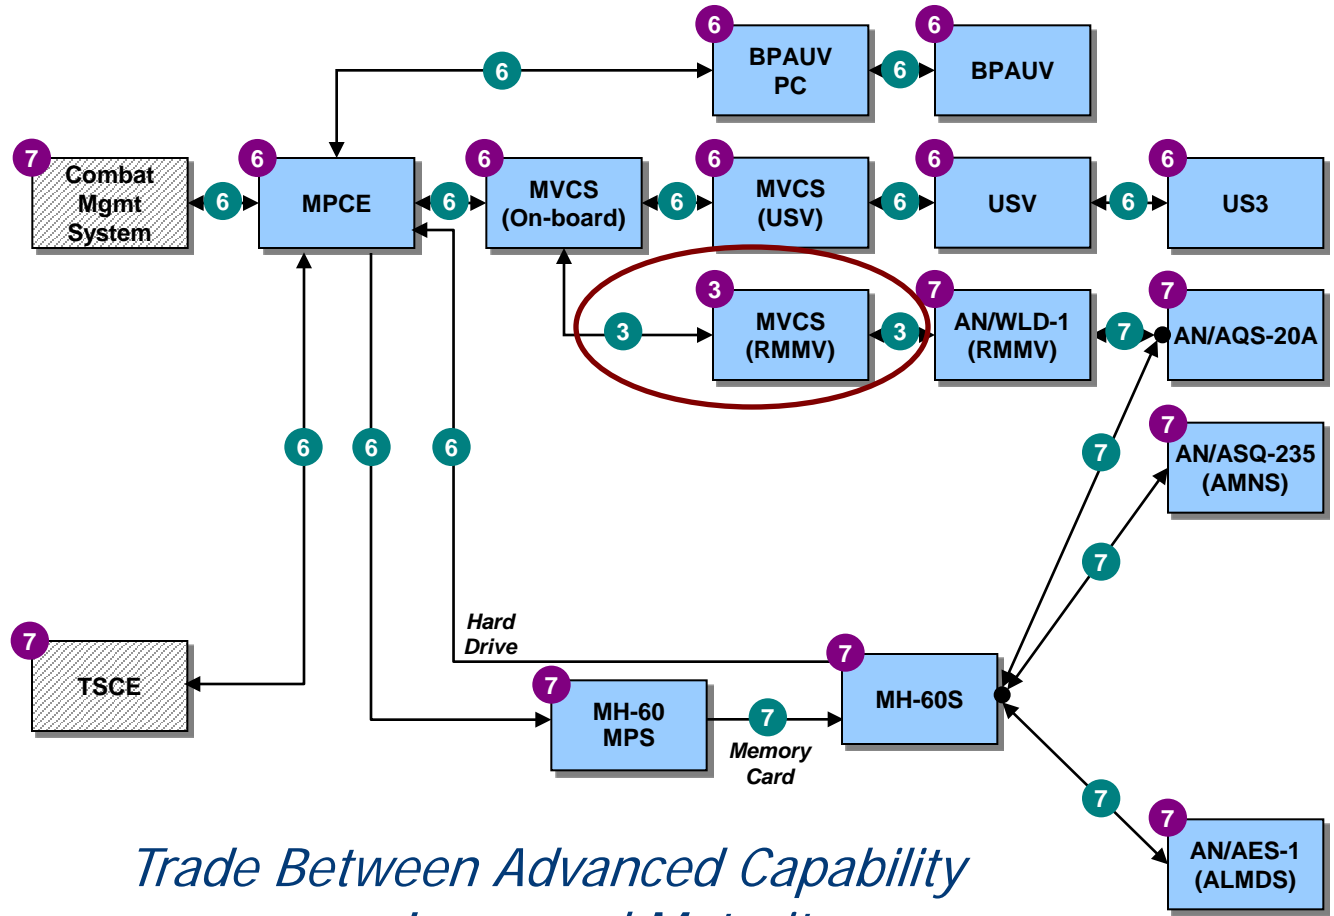 6
6
BPAUV
PC
6
BPAUV
6
7
Combat
Mgmt
System
6
6
MPCE
6
6
MVCS
(On-board)
6
6
MVCS
(USV)
6
6
USV
6
6
US3
3
3
MVCS
(RMMV)
3
7
AN/WLD-1
(RMMV)
7
7
AN/AQS-20A
6
6
6
7
7
AN/ASQ-235
(AMNS)
7
Hard
Drive
7
TSCE
7
MH-60
MPS
7
Memory
Card
7
MH-60S
7
7
AN/AES-1
(ALMDS)
Trade Between Advanced Capability